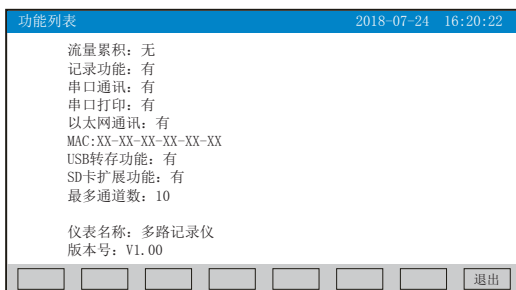 功能列表 2018-07-24 16:20:22
流量累积：无
记录功能：有
串口通讯：有
串口打印：有
以太网通讯：有
MAC:XX-XX-XX-XX-XX-XX
USB转存功能：有
SD卡扩展功能：有
最多通道数：10
仪表名称：多路记录仪
版本号：V1.00
退出